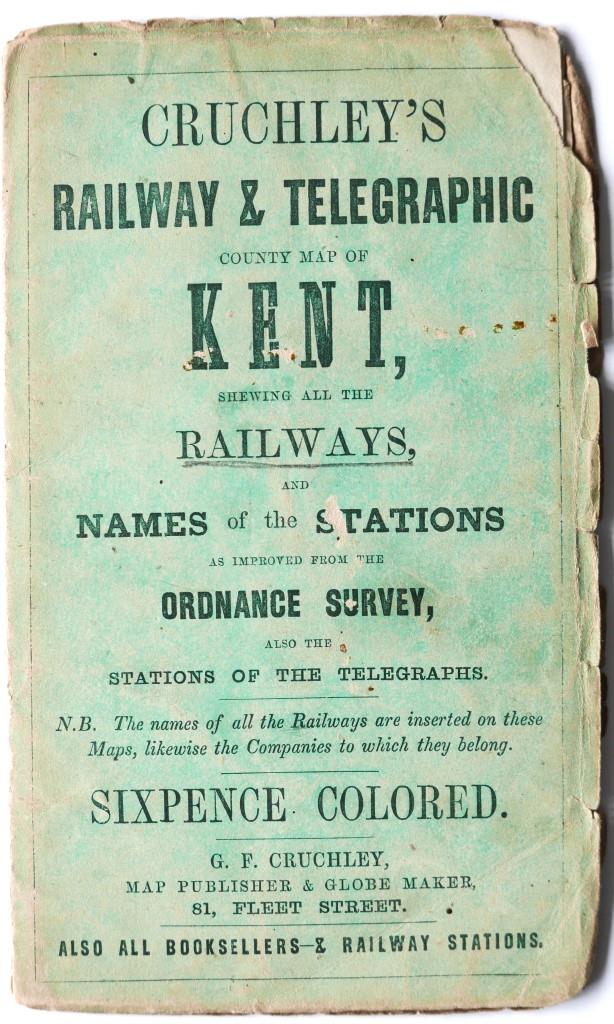 CRUCHLEY'S
RAILWAY & TELEGRAPHIC
COUNTY MAP OF
KENT,
SHEWING ALL THE
RAILWAYS,
AND
NAMES of the STATIONS
AS IMPROVED FROM THE
ORDNANCE SURVEY,
ALSO THE
STATIONS OF THE TELEGRAPHS.
N.B. The names of all the Railways are inserted on these
Maps, likewise the Companies to which they belong.
SIXPENCE COLORED.
G. F. CRUCHLEY,
MAP PUBLISHER & GLOBE MAKER,
81, FLEET STREET.
ALSO ALL BOOKSELLERS & RAILWAY STATIONS.